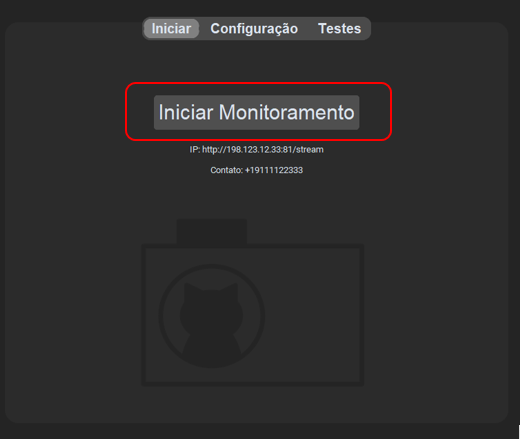 Iniciar Configuração Testes
Iniciar Monitoramento
IP: http://198.123.12.33:81/stream
Contato: +19111122333